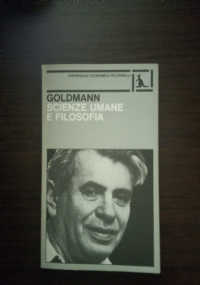 UNIVERSALE ECONOMICA FELTRINELLI
GOLDMANN
SCIENZE UMANE
E FILOSOFIA